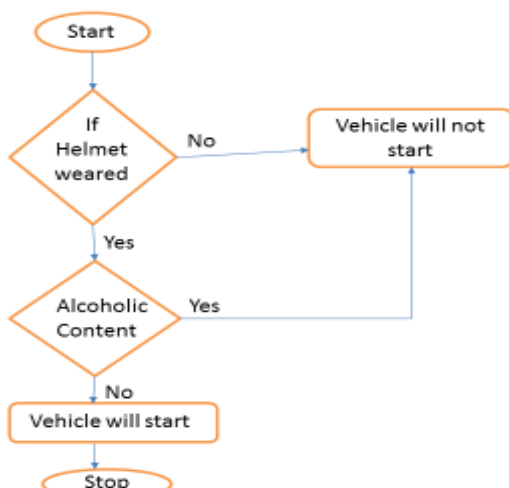 Start
If
Helmet
weared
No
Vehicle will not
start
Yes
Alcoholic
Content
Yes
No
Vehicle will start
Stop